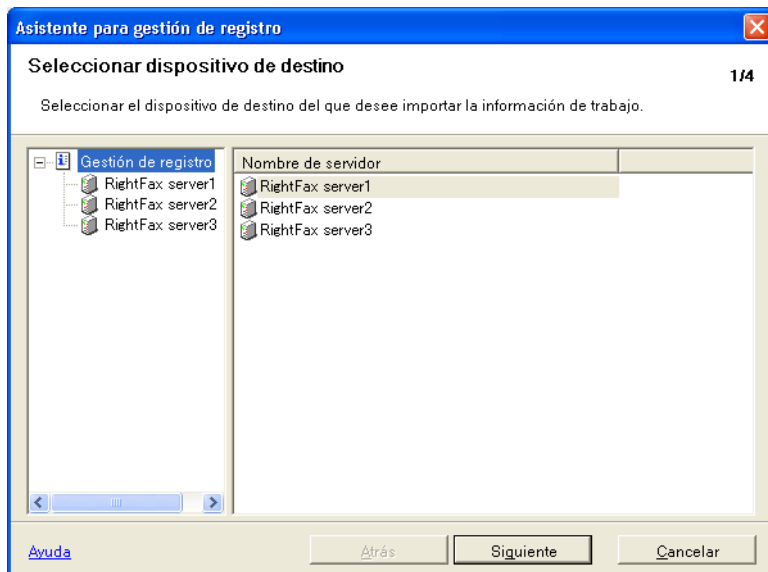 Asistente para gestión de registro
Seleccionar dispositivo de destino
1/4
Seleccionar el dispositivo de destino del que desee importar la información de trabajo.
Gestión de registro
RightFax server1
RightFax server2
RightFax server3
Nombre de servidor
RightFax server1
RightFax server2
RightFax server3
Ayuda
Atrás
Siguiente
Cancelar